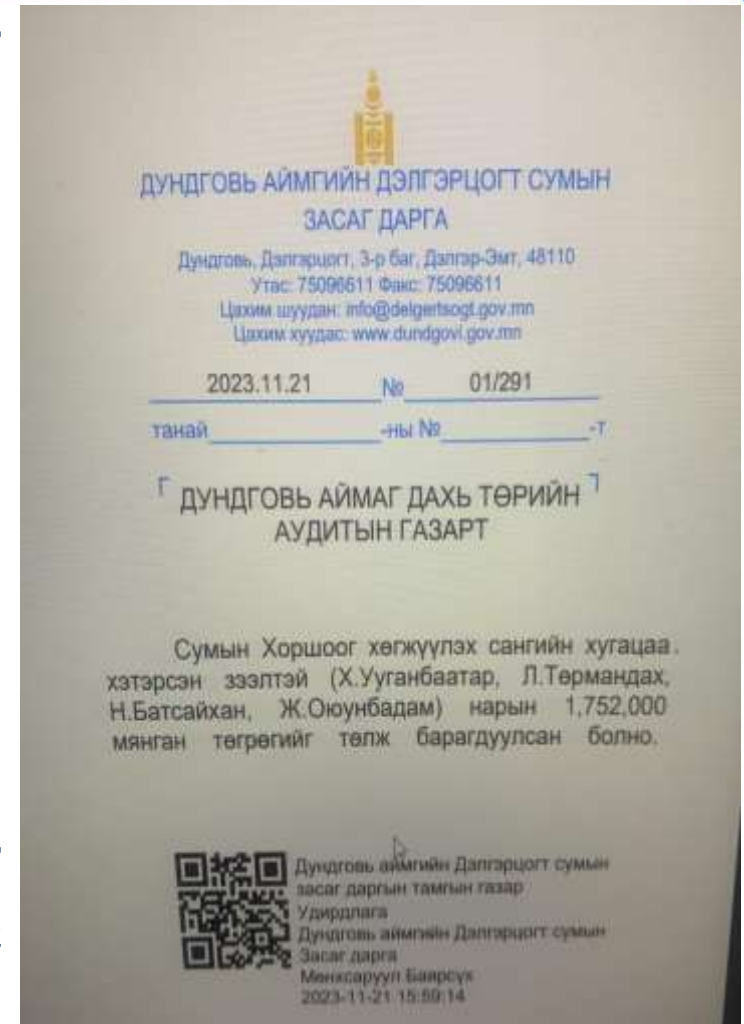 ДУНДГОВЬ АЙМГИЙН ДЭЛГЭРЦОГТ СУМЫН
ЗАСАГ ДАРГА
Дундговь, Дэлгэрцогт, 3-р баг, Дэлгэр-Эмт, 48110
Утас: 75096611 Факс: 75096611
Цахим шуудан: info@delgertsogt.gov.mn
Цахим хуудас: www.dundgovi.gov.mn
2023.11.21 № 01/291
танай -ны № -т
ДУНДГОВЬ АЙМАГ ДАХЬ ТӨРИЙН
АУДИТЫН ГАЗАРТ
Сумын Хоршоог хөгжүүлэх сангийн хугацаа
хэтэрсэн зээлтэй (Х.Ууганбаатар, Л.Төрмандах,
Н.Батсайхан, Ж.Оюунбадам) нарын 1,752,000
мянган төгрөгийг төлж барагдуулсан болно.
Дундговь аймгийн Дэлгэрцогт сумын
засаг даргын тамгын газар
Удирдлага
Дундговь аймгийн Дэлгэрцогт сумын
Засаг дарга
Мөнхсаруул Баярсүх
2023-11-21 15:59:14